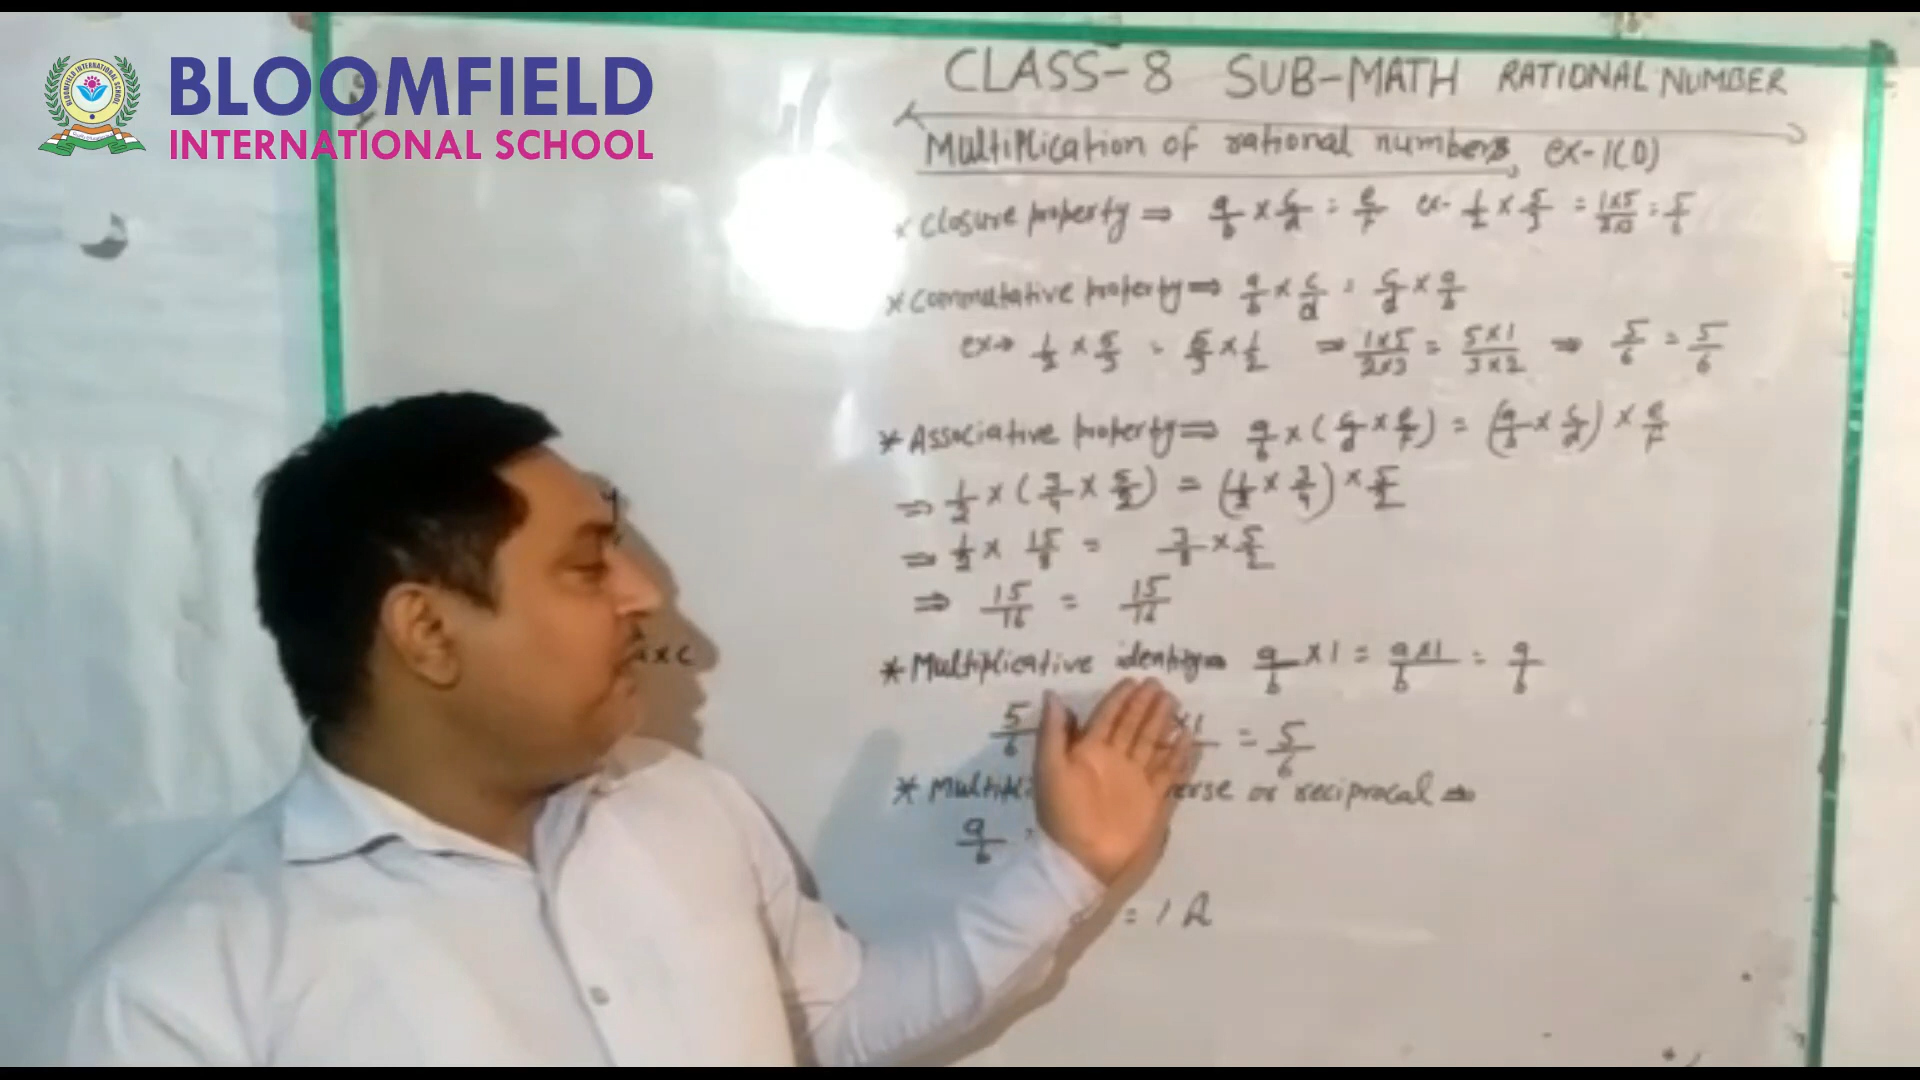 BLOOMFIELD
INTERNATIONAL SCHOOL
CLASS-8 SUB-MATH RATIONAL NUMBER
Multiplication of rational numbers, ex-1(D)
* Closure property ⇒ a/b × c/d = e/f ex- 1/2 × 5/3 = 1×5/2×3 = 5/6
* Commutative property ⇒ a/b × c/d = c/d × a/b
ex→ 1/2 × 5/3 = 5/3 × 1/2 ⇒ 1×5/2×3 = 5×1/3×2 ⇒ 5/6 = 5/6
* Associative property ⇒ a/b × (c/d × e/f) = (a/b × c/d) × e/f
⇒ 1/2 × (3/4 × 5/2) = (1/2 × 3/4) × 5/2
⇒ 1/2 × 15/8 = 3/8 × 5/2
⇒ 15/16 = 15/16
* Multiplicative identity a/b × 1 = a×1/b = a/b
5/6 ×1 = 5/6
* or reciprocal
a/b
= 1